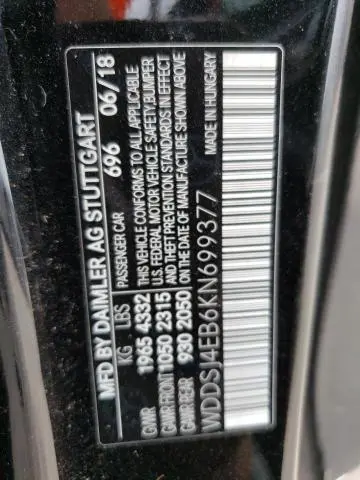 MFD BY DAIMLER AG STUTTGART
696 06/18
PASSENGER CAR
KG LBS
GVWR 1965 4332
GAWR FRONT 1050 2315
GAWR REAR 930 2050
THIS VEHICLE CONFORMS TO ALL APPLICABLE
U.S. FEDERAL MOTOR VEHICLE SAFETY, BUMPER
AND THEFT PREVENTION STANDARDS IN EFFECT
ON THE DATE OF MANUFACTURE SHOWN ABOVE
MADE IN HUNGARY
WDDSJ4EB6KN699377